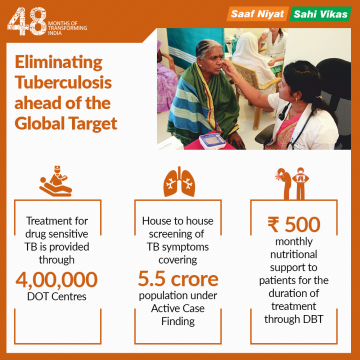 48
MONTHS OF
TRANSFORMING
INDIA
Saaf Niyat
Sahi Vikas
Eliminating
Tuberculosis
ahead of the
Global Target
Treatment for
drug sensitive
TB is provided
through
4,00,000
DOT Centres
House to house
screening of
TB symptoms
covering
5.5 crore
population under
Active Case
Finding
₹ 500
monthly
nutritional
support to
patients for the
duration of
treatment
through DBT